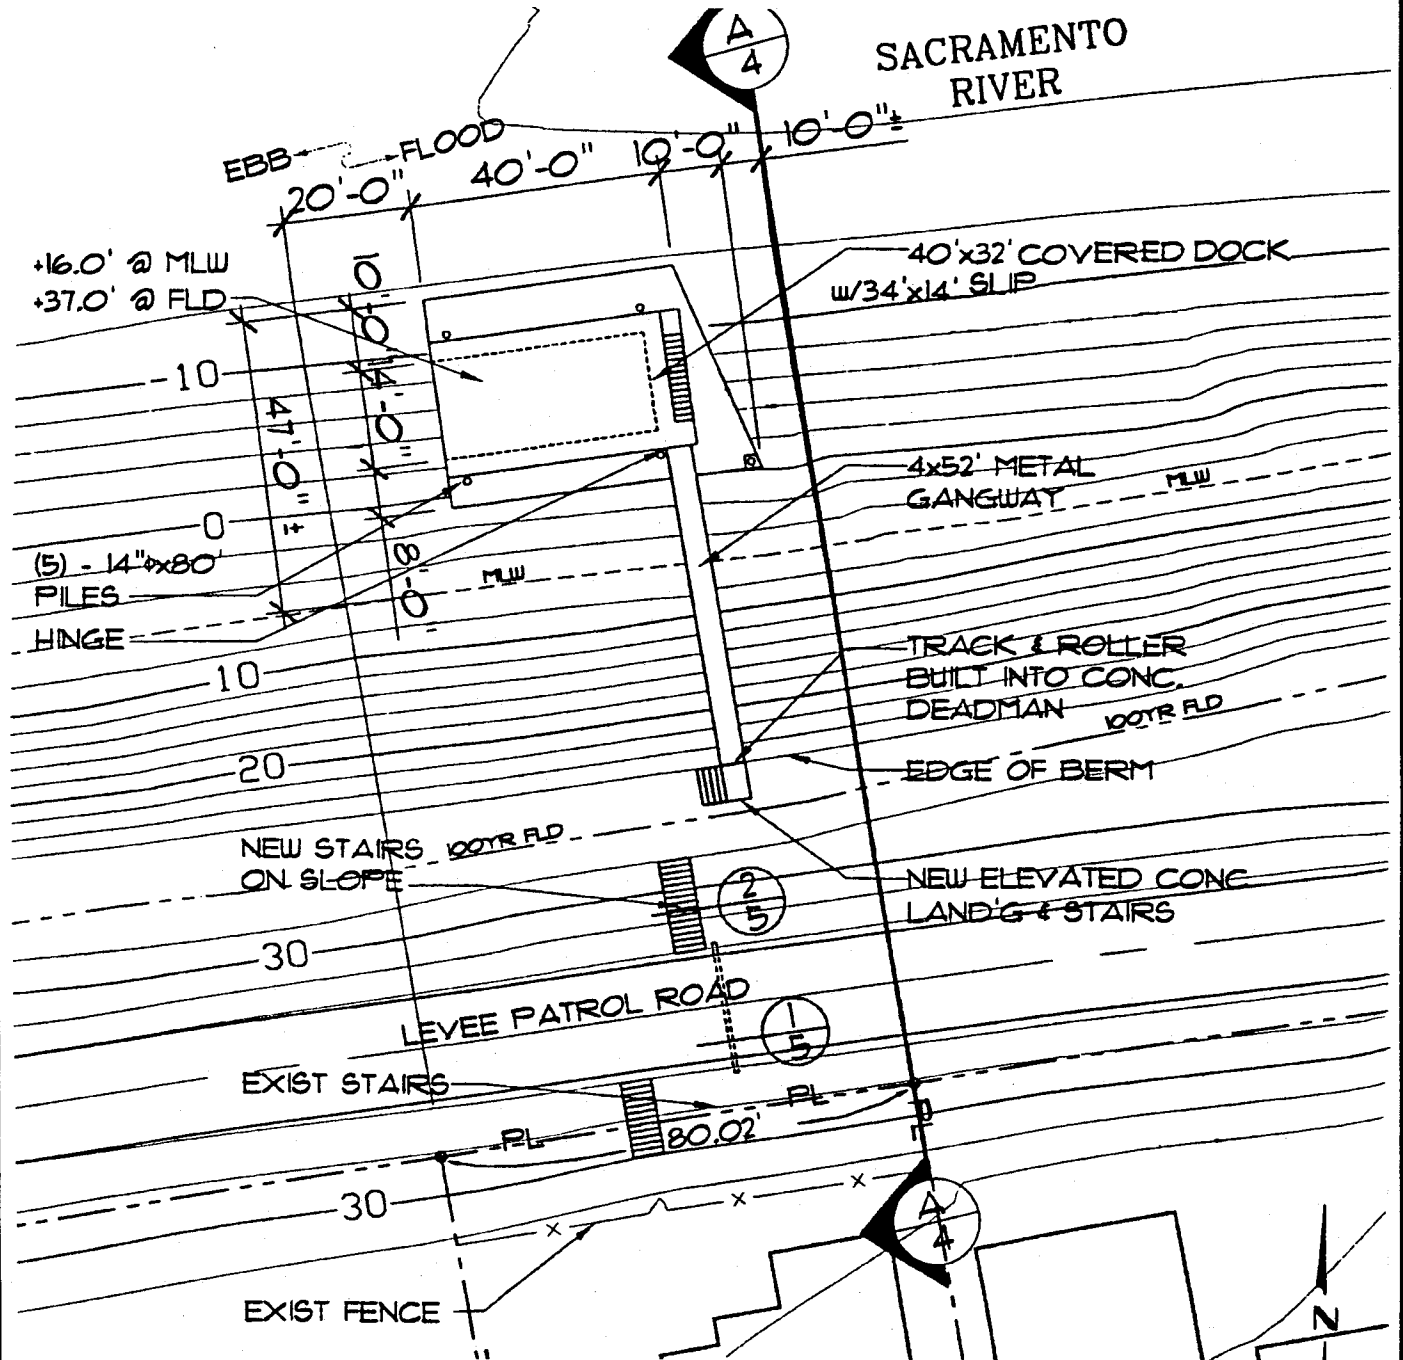 A
4
SACRAMENTO
RIVER
EBB
FLOOD
20'-0"
40'-0"
10'-0"
10'-0"±
+16.0' @ MLW
+37.0' @ FLD
40'x32' COVERED DOCK
w/34'x14' SLIP
10'-0"
14'-0"
8'-0"
47'-0"±
-10
0
4x52' METAL
GANGWAY
MLW
(5) - 14"φx80'
PILES
MLW
HINGE
10
TRACK & ROLLER
BUILT INTO CONC.
DEADMAN
100YR FLD
20
EDGE OF BERM
NEW STAIRS
ON SLOPE
100YR FLD
2
5
NEW ELEVATED CONC
LAND'G & STAIRS
30
LEVEE PATROL ROAD
1
5
EXIST STAIRS
PL
PL
80.02'
30
A
4
EXIST FENCE
N